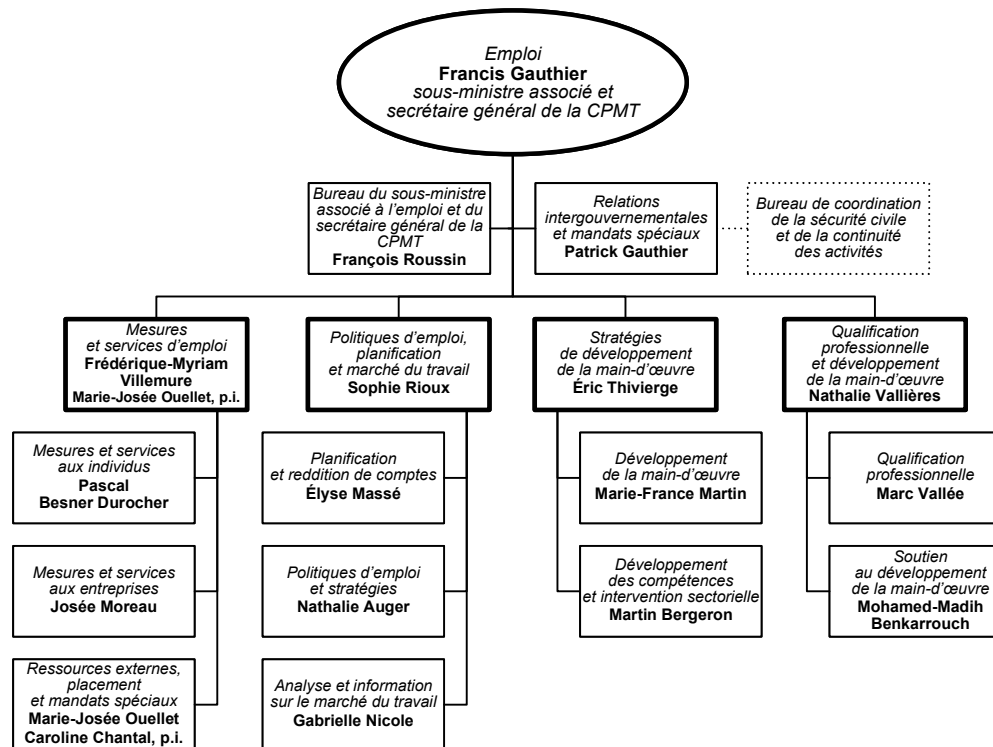 Emploi
Francis Gauthier
sous-ministre associé et
secrétaire général de la CPMT
Bureau du sous-ministre
associé à l'emploi et du
secrétaire général de la
CPMT
François Roussin
Relations
intergouvernementales
et mandats spéciaux
Patrick Gauthier
Bureau de coordination
de la sécurité civile
et de la continuité
des activités
Mesures
et services d'emploi
Frédérique-Myriam
Villemure
Marie-Josée Ouellet, p.i.
Politiques d'emploi,
planification
et marché du travail
Sophie Rioux
Stratégies
de développement
de la main-d'œuvre
Éric Thivierge
Qualification
professionnelle
et développement
de la main-d'œuvre
Nathalie Vallières
Mesures et services
aux individus
Pascal
Besner Durocher
Planification
et reddition de comptes
Élyse Massé
Développement
de la main-d'œuvre
Marie-France Martin
Qualification
professionnelle
Marc Vallée
Mesures et services
aux entreprises
Josée Moreau
Politiques d'emploi
et stratégies
Nathalie Auger
Développement
des compétences
et intervention sectorielle
Martin Bergeron
Soutien
au développement
de la main-d'œuvre
Mohamed-Madih
Benkarrouch
Ressources externes,
placement
et mandats spéciaux
Marie-Josée Ouellet
Caroline Chantal, p.i.
Analyse et information
sur le marché du travail
Gabrielle Nicole